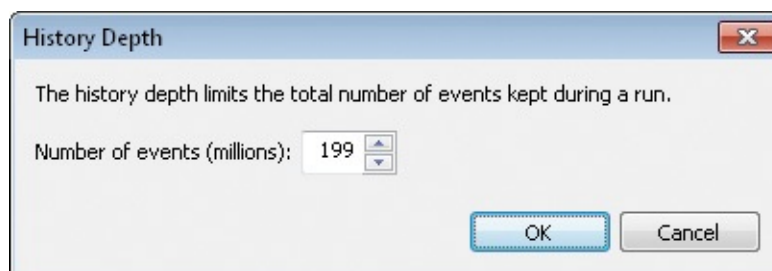 History Depth
The history depth limits the total number of events kept during a run.
Number of events (millions): 199
OK Cancel